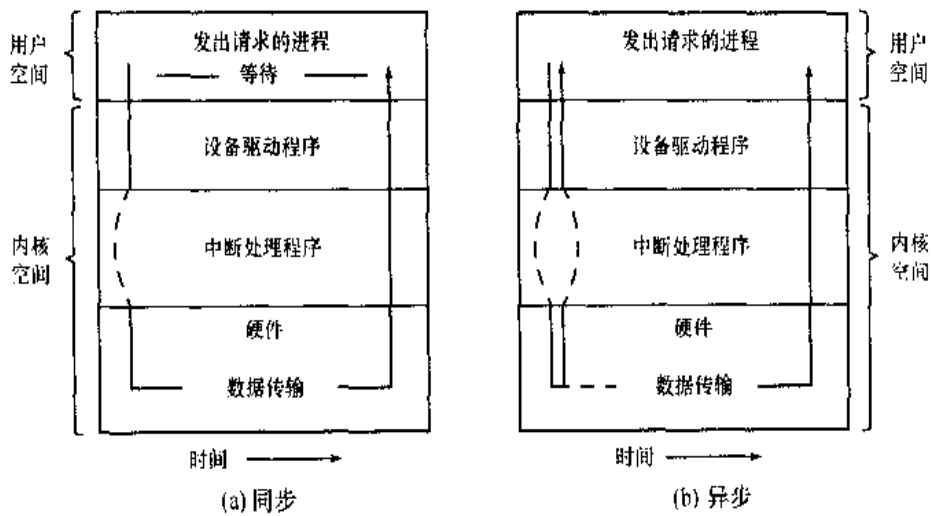 用户
空间
发出请求的进程
等待
设备驱动程序
内核
空间
中断处理程序
硬件
数据传输
时间
(a) 同步
发出请求的进程
用户
空间
设备驱动程序
中断处理程序
内核
空间
硬件
数据传输
时间
(b) 异步